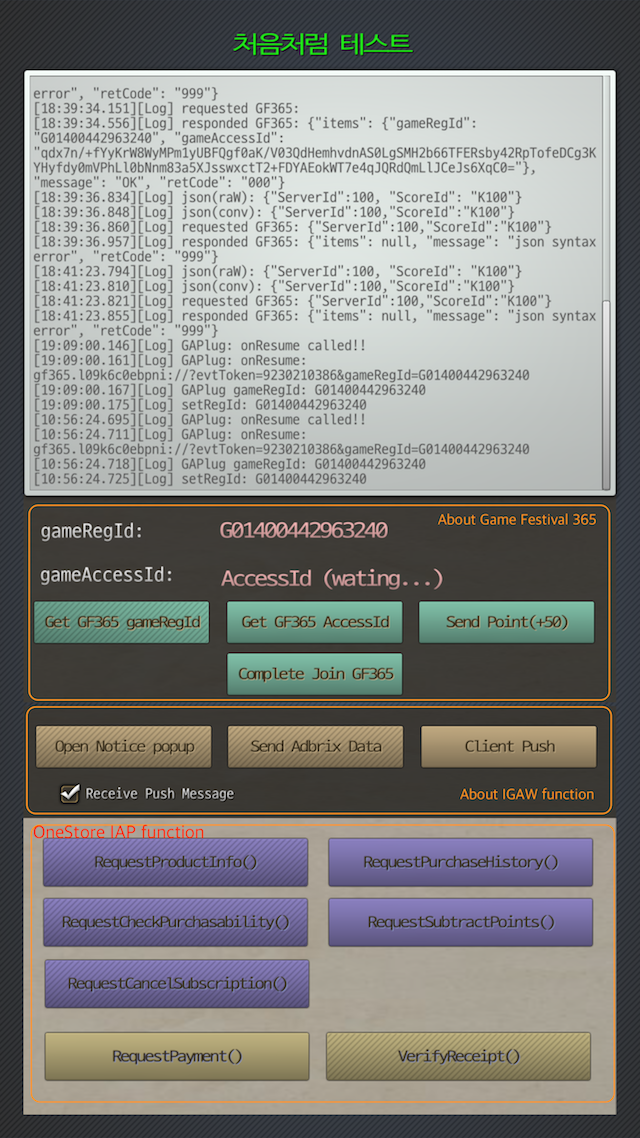 처음처럼 테스트
error", "retCode": "999"}
[18:39:34.151][Log] requested GF365:
[18:39:34.556][Log] responded GF365: {"items": {"gameRegId":
"G01400442963240", "gameAccessId":
"qdx7n/+fYyKrW8WyMPm1yUBFQgf0aK/V03QdHemhvdnAS0LgSMH2b66TFERsby42RpTofeDCg3K
YHyfdy0mVPhLl0bNnm83a5XJsswxctT2+FDYAEokWT7e4qJQRdQmLlJCeJs6XqC0="},
"message": "OK", "retCode": "000"}
[18:39:36.834][Log] json(raW): {"ServerId":100, "ScoreId": "K100"}
[18:39:36.848][Log] json(conv): {"ServerId":100,"ScoreId":"K100"}
[18:39:36.860][Log] requested GF365: {"ServerId":100,"ScoreId":"K100"}
[18:39:36.957][Log] responded GF365: {"items": null, "message": "json syntax
error", "retCode": "999"}
[18:41:23.794][Log] json(raW): {"ServerId":100, "ScoreId": "K100"}
[18:41:23.810][Log] json(conv): {"ServerId":100,"ScoreId":"K100"}
[18:41:23.821][Log] requested GF365: {"ServerId":100,"ScoreId":"K100"}
[18:41:23.855][Log] responded GF365: {"items": null, "message": "json syntax
error", "retCode": "999"}
[19:09:00.146][Log] GAPlug: onResume called!!
[19:09:00.161][Log] GAPlug: onResume:
gf365.l09k6c0ebpni://?evtToken=9230210386&gameRegId=G01400442963240
[19:09:00.167][Log] GAPlug gameRegId: G01400442963240
[19:09:00.175][Log] setRegId: G01400442963240
[10:56:24.695][Log] GAPlug: onResume called!!
[10:56:24.711][Log] GAPlug: onResume:
gf365.l09k6c0ebpni://?evtToken=9230210386&gameRegId=G01400442963240
[10:56:24.718][Log] GAPlug gameRegId: G01400442963240
[10:56:24.725][Log] setRegId: G01400442963240
About Game Festival 365
gameRegId: G01400442963240
gameAccessId: AccessId (wating...)
Get GF365 gameRegId Get GF365 AccessId Send Point(+50)
Complete Join GF365
Open Notice popup Send Adbrix Data Client Push
Receive Push Message About IGAW function
OneStore IAP function
RequestProductInfo() RequestPurchaseHistory()
RequestCheckPurchasability() RequestSubtractPoints()
RequestCancelSubscription()
RequestPayment() VerifyReceipt()